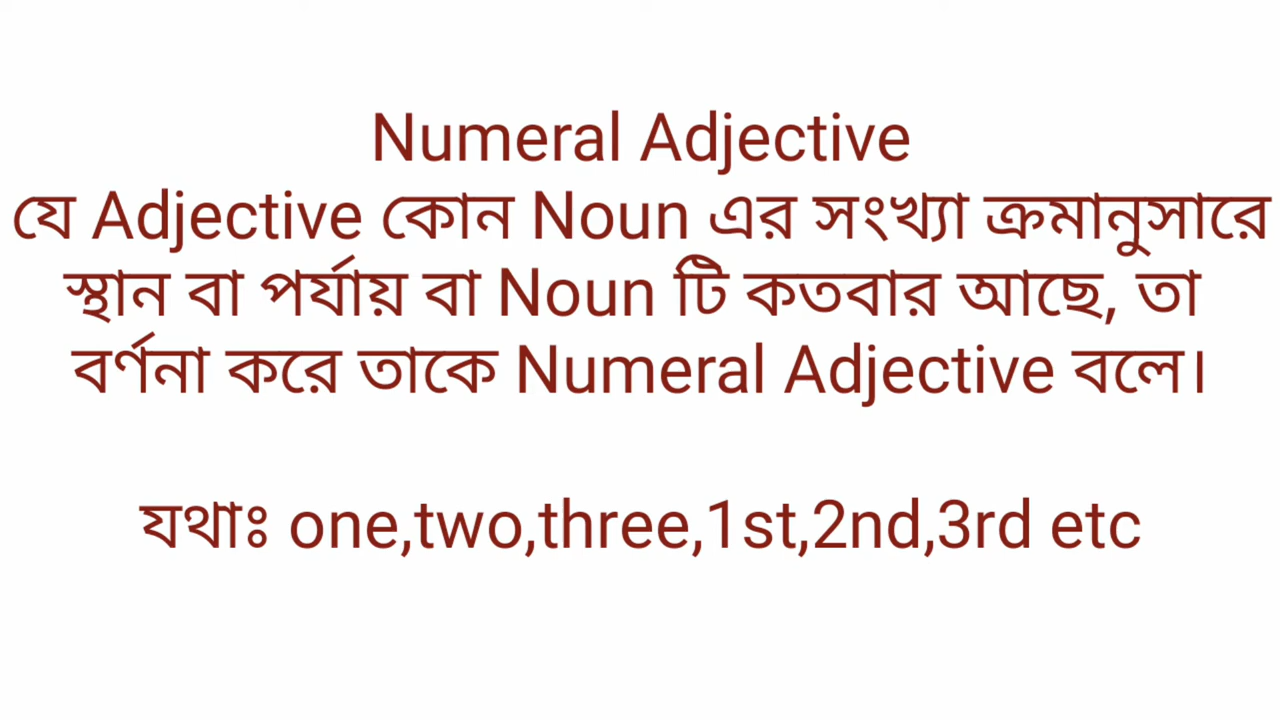 Numeral Adjective
যে Adjective কোন Noun এর সংখ্যা ক্রমানুসারে
স্থান বা পর্যায় বা Noun টি কতবার আছে, তা
বর্ণনা করে তাকে Numeral Adjective বলে।
যথাঃ one,two,three,1st,2nd,3rd etc